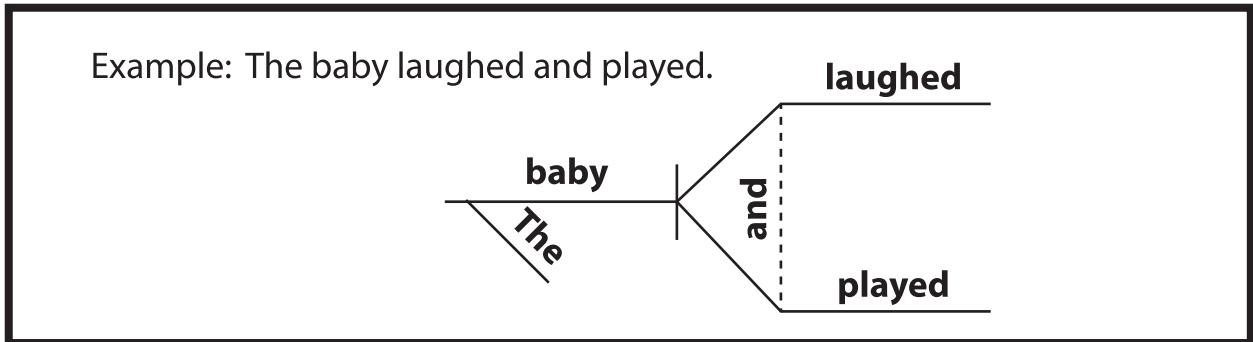 Example: The baby laughed and played.
laughed
baby
The
and
played